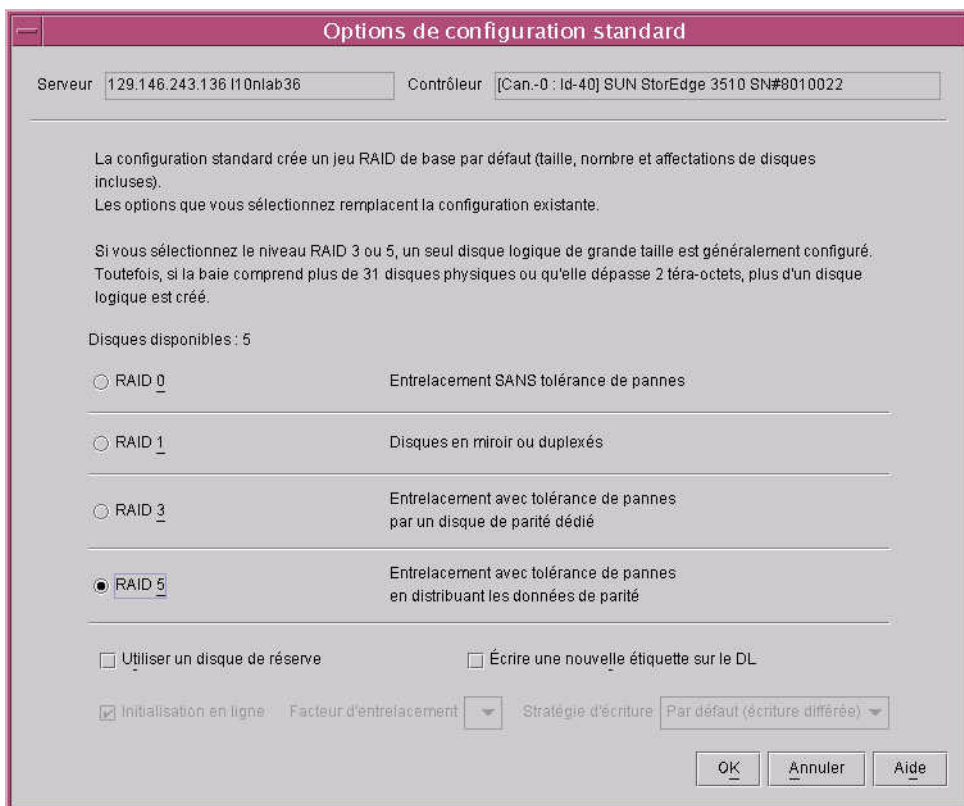 Options de configuration standard
Serveur 129.146.243.136 l10nlab36 Contrôleur [Can.-0 : Id-40] SUN StorEdge 3510 SN#8010022
La configuration standard crée un jeu RAID de base par défaut (taille, nombre et affectations de disques
incluses).
Les options que vous sélectionnez remplacent la configuration existante.
Si vous sélectionnez le niveau RAID 3 ou 5, un seul disque logique de grande taille est généralement configuré.
Toutefois, si la baie comprend plus de 31 disques physiques ou qu'elle dépasse 2 téra-octets, plus d'un disque
logique est créé.
Disques disponibles : 5
RAID 0 Entrelacement SANS tolérance de pannes
RAID 1 Disques en miroir ou duplexés
RAID 3 Entrelacement avec tolérance de pannes
par un disque de parité dédié
RAID 5 Entrelacement avec tolérance de pannes
en distribuant les données de parité
Utiliser un disque de réserve Écrire une nouvelle étiquette sur le DL
Initialisation en ligne Facteur d'entrelacement Stratégie d'écriture Par défaut (écriture différée)
OK Annuler Aide